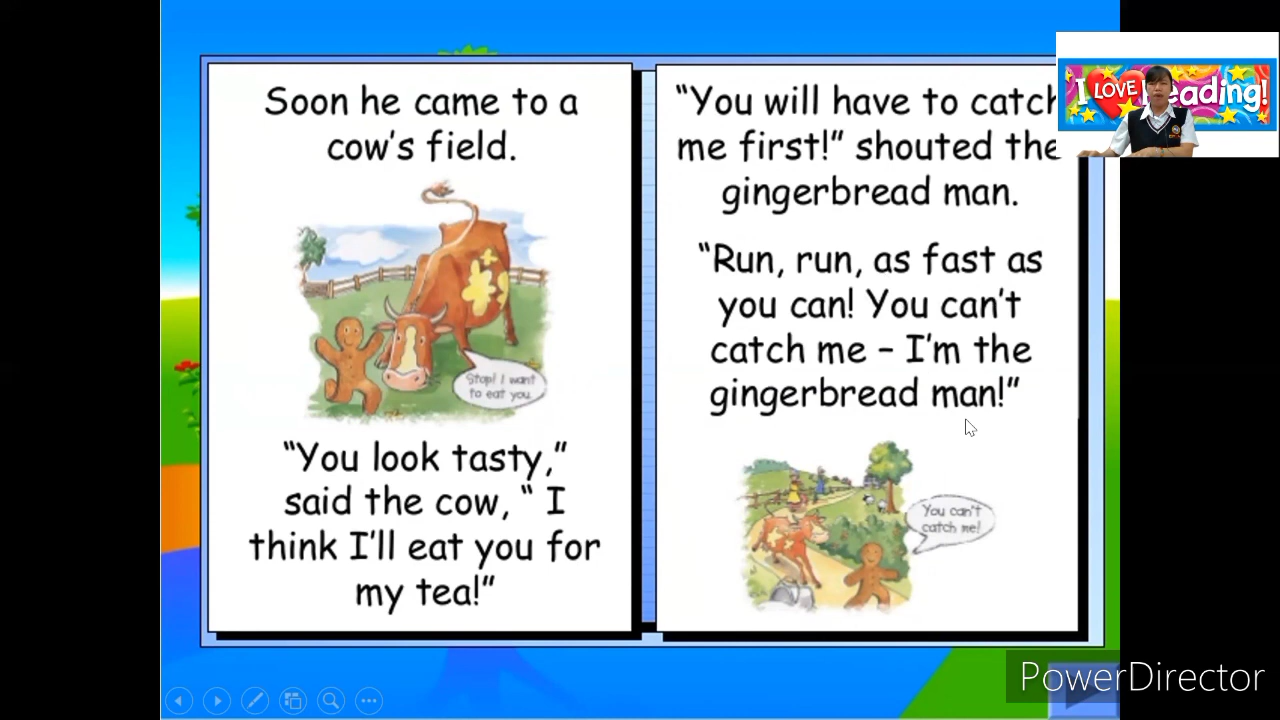 Soon he came to a
cow's field.
Stop! I want
to eat you
"You look tasty,"
said the cow, " I
think I'll eat you for
my tea!"
"You will have to catch
me first!" shouted the
gingerbread man.
"Run, run, as fast as
you can! You can't
catch me – I'm the
gingerbread man!"
You can't
catch me!
I LOVE Reading!
PowerDirector